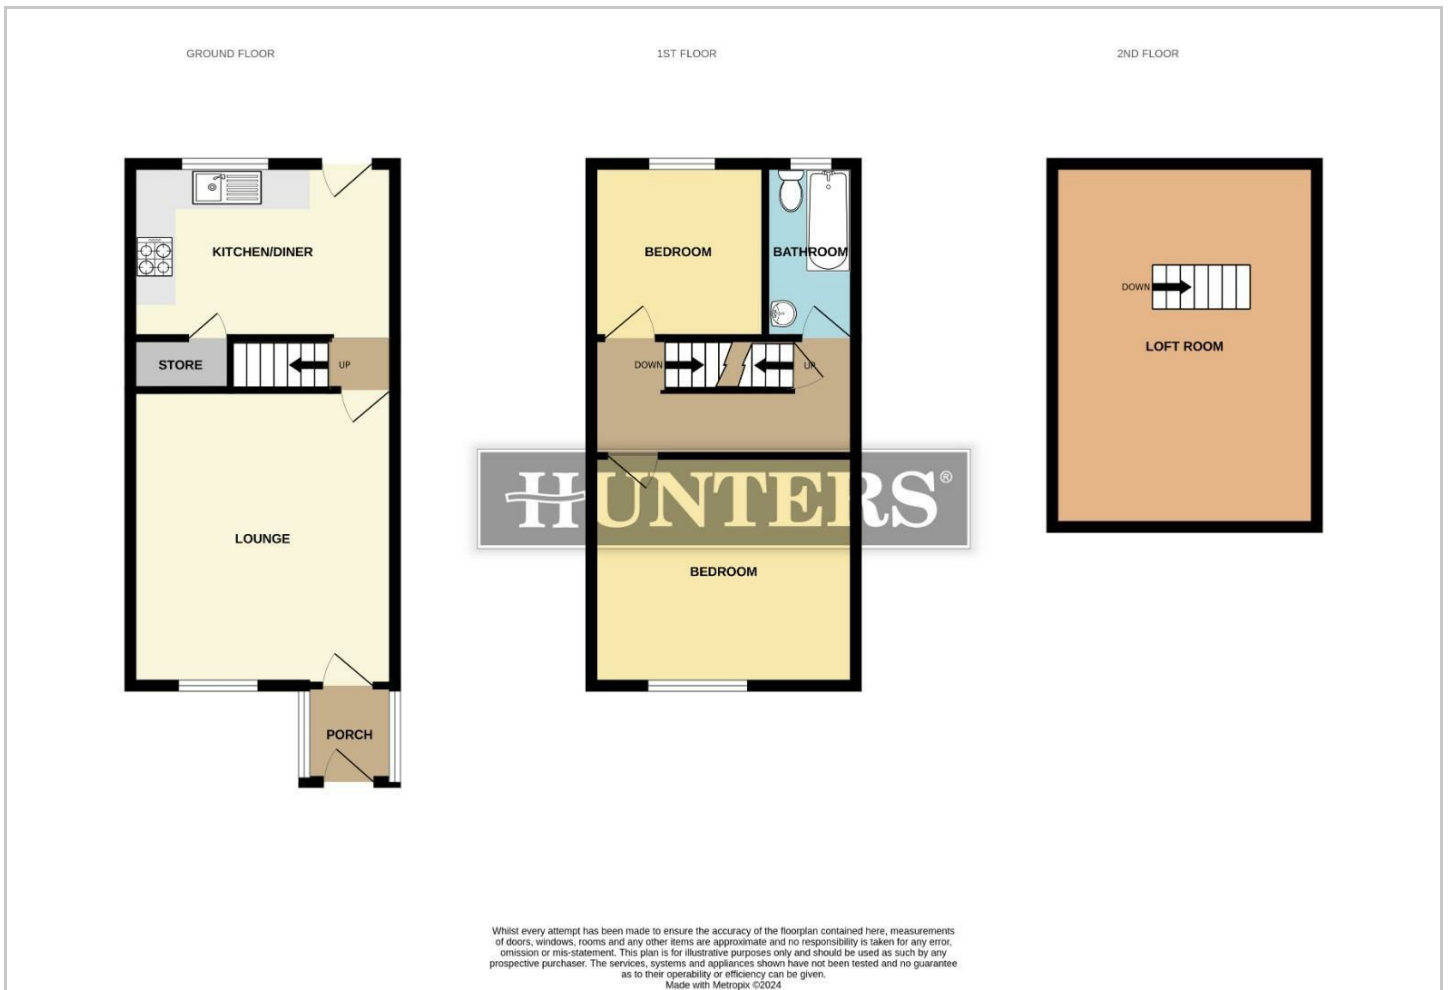 GROUND FLOOR
1ST FLOOR
2ND FLOOR
KITCHEN/DINER
STORE
UP
LOUNGE
PORCH
BEDROOM
BATHROOM
DOWN
UP
HUNTERS®
BEDROOM
DOWN
LOFT ROOM
Whilst every attempt has been made to ensure the accuracy of the floorplan contained here, measurements
of doors, windows, rooms and any other items are approximate and no responsibility is taken for any error,
omission or mis-statement. This plan is for illustrative purposes only and should be used as such by any
prospective purchaser. The services, systems and appliances shown have not been tested and no guarantee
as to their operability or efficiency can be given.
Made with Metropix ©2024